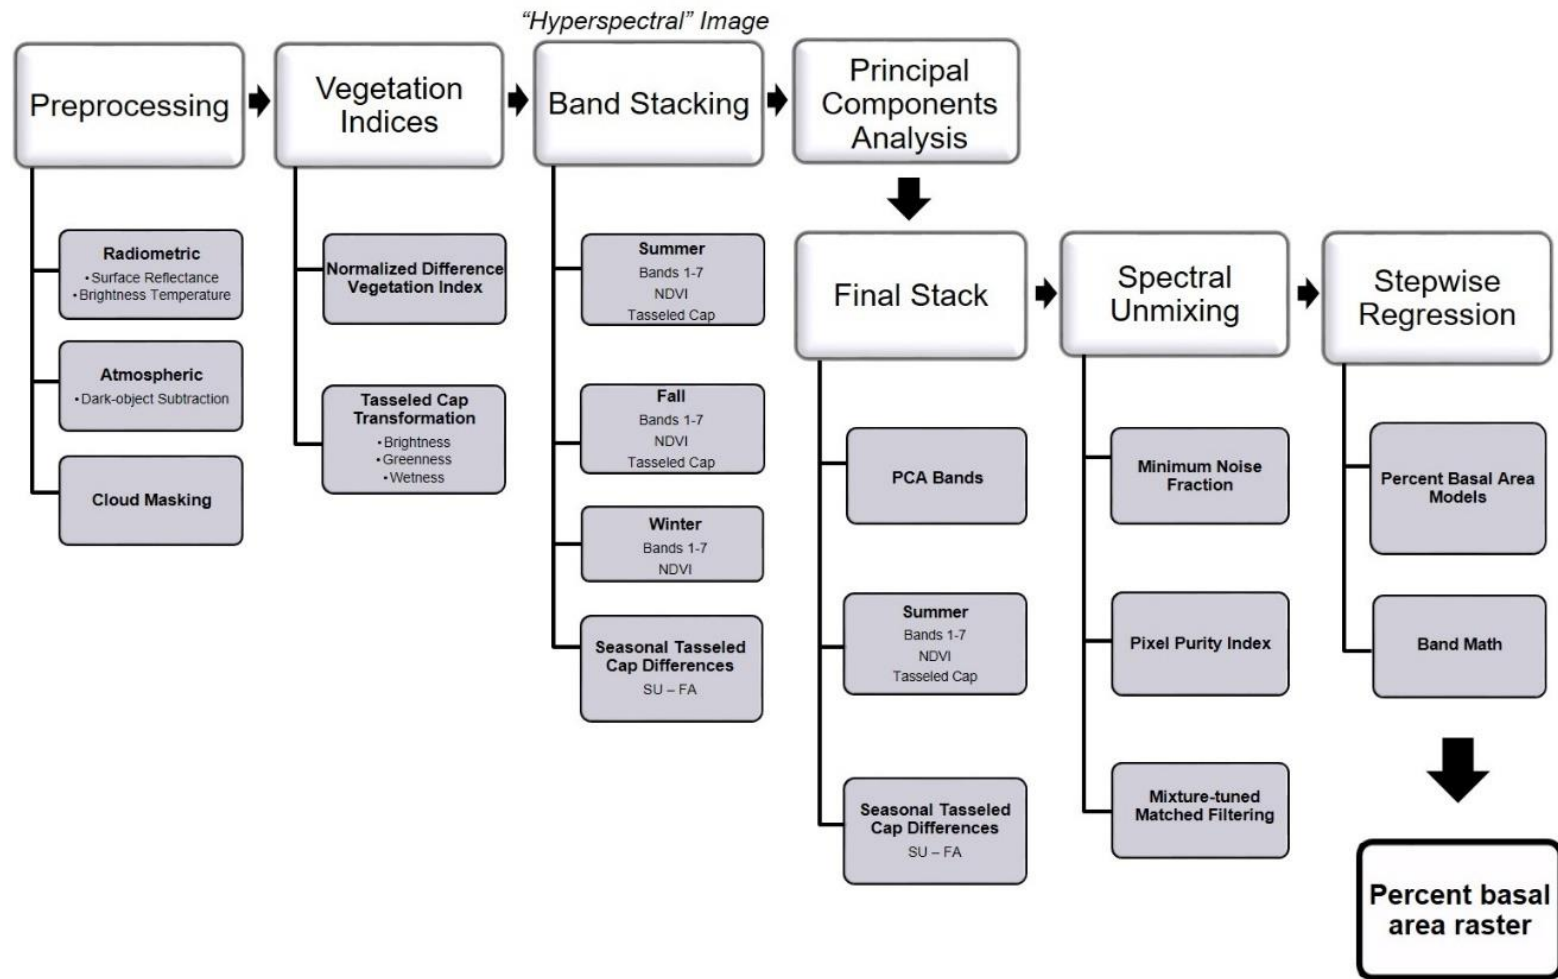 “Hyperspectral” Image
Preprocessing
Radiometric
• Surface Reflectance
• Brightness Temperature
Atmospheric
• Dark-object Subtraction
Cloud Masking
Vegetation
Indices
Normalized Difference
Vegetation Index
Tasseled Cap
Transformation
• Brightness
• Greenness
• Wetness
Band Stacking
Summer
Bands 1-7
NDVI
Tasseled Cap
Fall
Bands 1-7
NDVI
Tasseled Cap
Winter
Bands 1-7
NDVI
Seasonal Tasseled
Cap Differences
SU – FA
Principal
Components
Analysis
Final Stack
PCA Bands
Summer
Bands 1-7
NDVI
Tasseled Cap
Seasonal Tasseled
Cap Differences
SU – FA
Spectral
Unmixing
Minimum Noise
Fraction
Pixel Purity Index
Mixture-tuned
Matched Filtering
Stepwise
Regression
Percent Basal Area
Models
Band Math
Percent basal
area raster